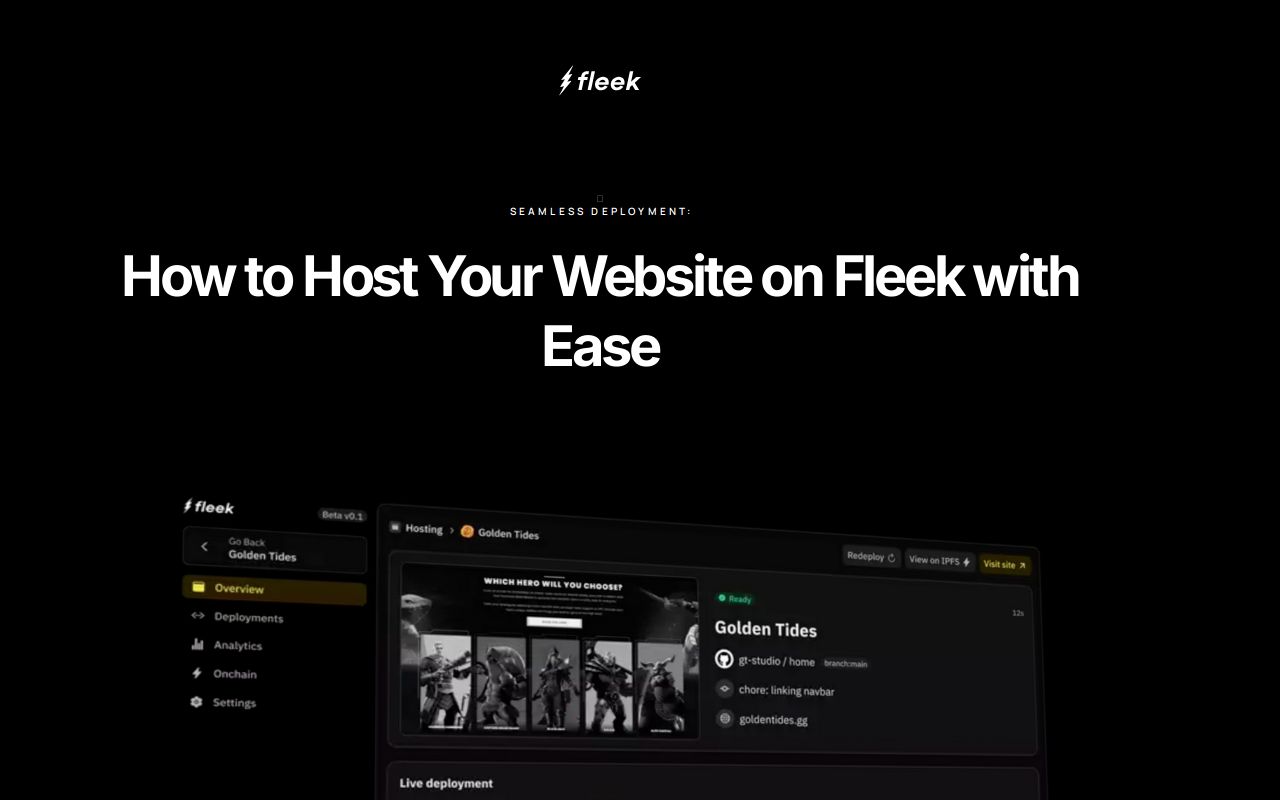 fleek
SEAMLESS DEPLOYMENT:
How to Host Your Website on Fleek with
Ease
fleek
Beta v0.1
Go Back
Golden Tides
Overview
Deployments
Analytics
Onchain
Settings
Hosting > Golden Tides
Redeploy
View on IPFS
Visit site
WHICH HERO WILL YOU CHOOSE?
Ready
12s
Golden Tides
gt-studio / home branch:main
chore: linking navbar
goldentides.gg
Live deployment